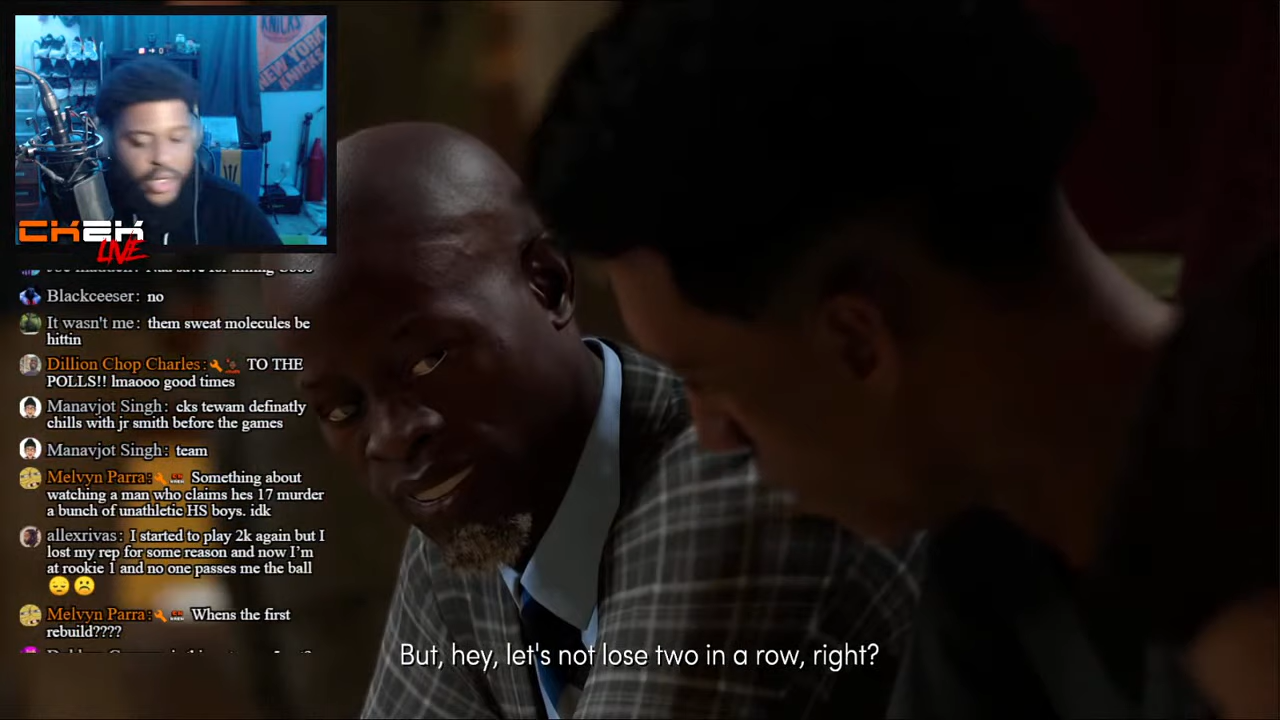 KNICKS
NEW YORK
KNICKS
CK2K
LIVE
Blackceeser: no
It wasn't me: them sweat molecules be
hittin
Dillion Chop Charles: TO THE
POLLS!! lmaooo good times
Manavjot Singh: cks tewam definatly
chills with jr smith before the games
Manavjot Singh: team
Melvyn Parra: Something about
watching a man who claims hes 17 murder
a bunch of unathletic HS boys. idk
allexrivas: I started to play 2k again but I
lost my rep for some reason and now I'm
at rookie 1 and no one passes me the ball
Melvyn Parra: Whens the first
rebuild????
But, hey, let's not lose two in a row, right?